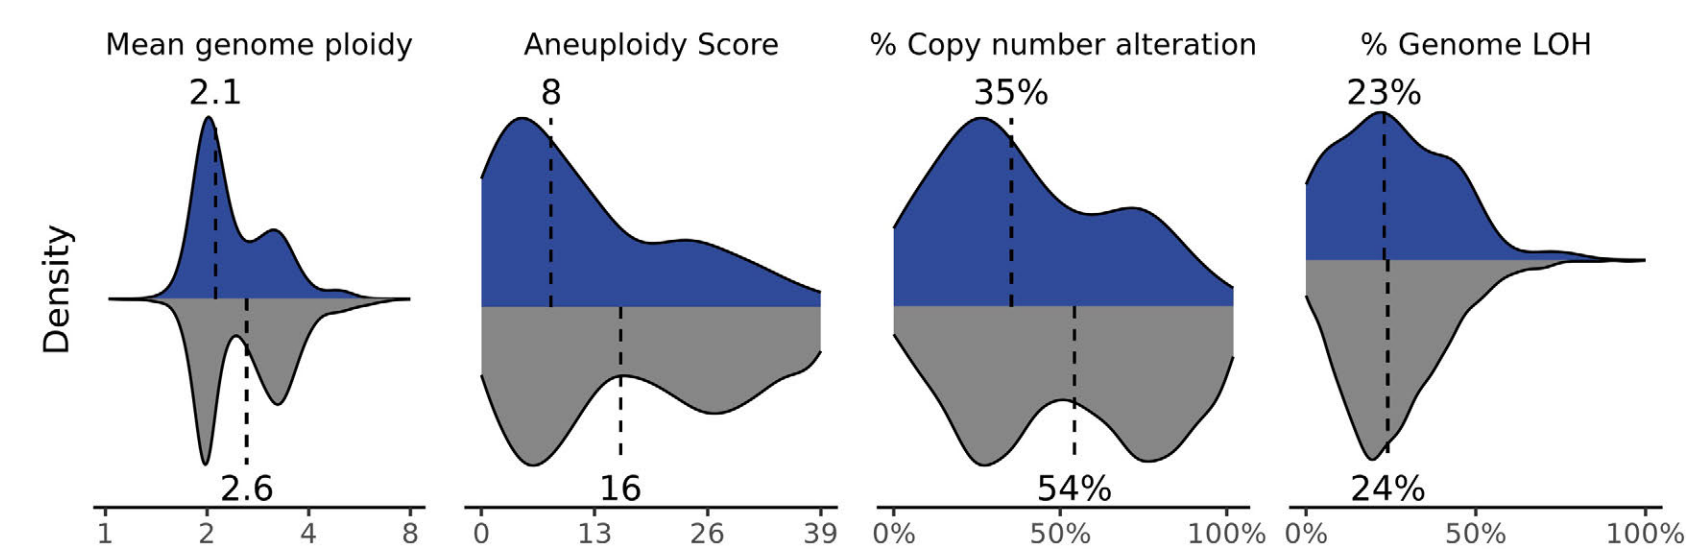 Mean genome ploidy
Aneuploidy Score
% Copy number alteration
% Genome LOH
2.1
8
35%
23%
Density
2.6
16
54%
24%
1 2 4 8
0 13 26 39
0% 50% 100%
0% 50% 100%